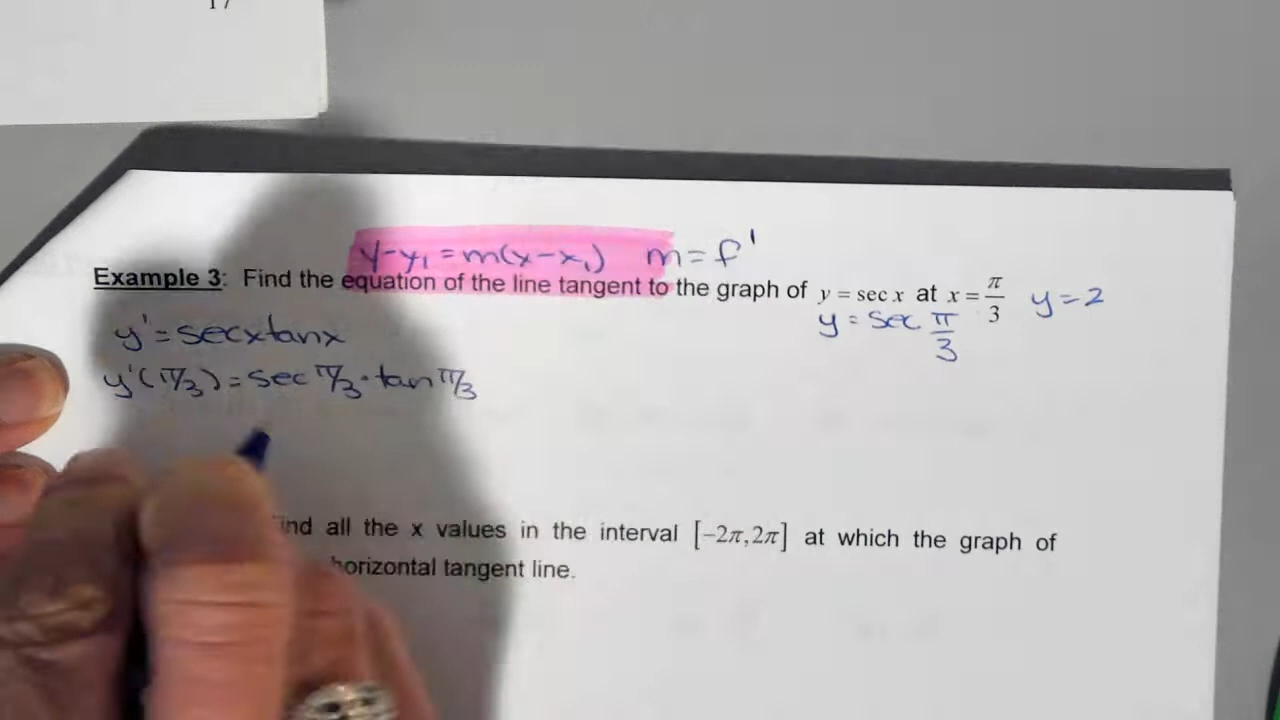 17
y-y₁ = m(x-x₁) m = f'
Example 3: Find the equation of the line tangent to the graph of y = sec x at x = π/3 y = 2
y = sec π/3
y' = secxtanx
y'(π/3) = sec π/3 · tan π/3
ind all the x values in the interval [-2π, 2π] at which the graph of
horizontal tangent line.